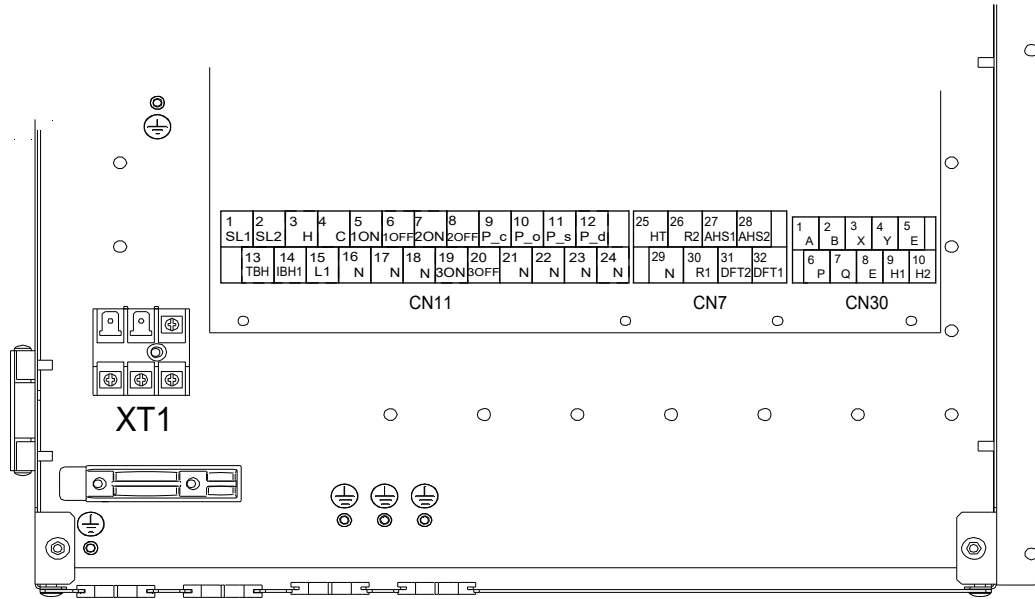 1 2 3 4 5 6 7 8 9 10 11 12
SL1 SL2 H C 1ON 1OFF 2ON 2OFF P_c P_o P_s P_d
13 14 15 16 17 18 19 20 21 22 23 24
TBH IBH1 L1 N N N 3ON 3OFF N N N N
CN11
25 26 27 28
HT R2 AHS1 AHS2
29 30 31 32
N R1 DFT2 DFT1
CN7
1 2 3 4 5
A B X Y E
6 7 8 9 10
P Q E H1 H2
CN30
XT1